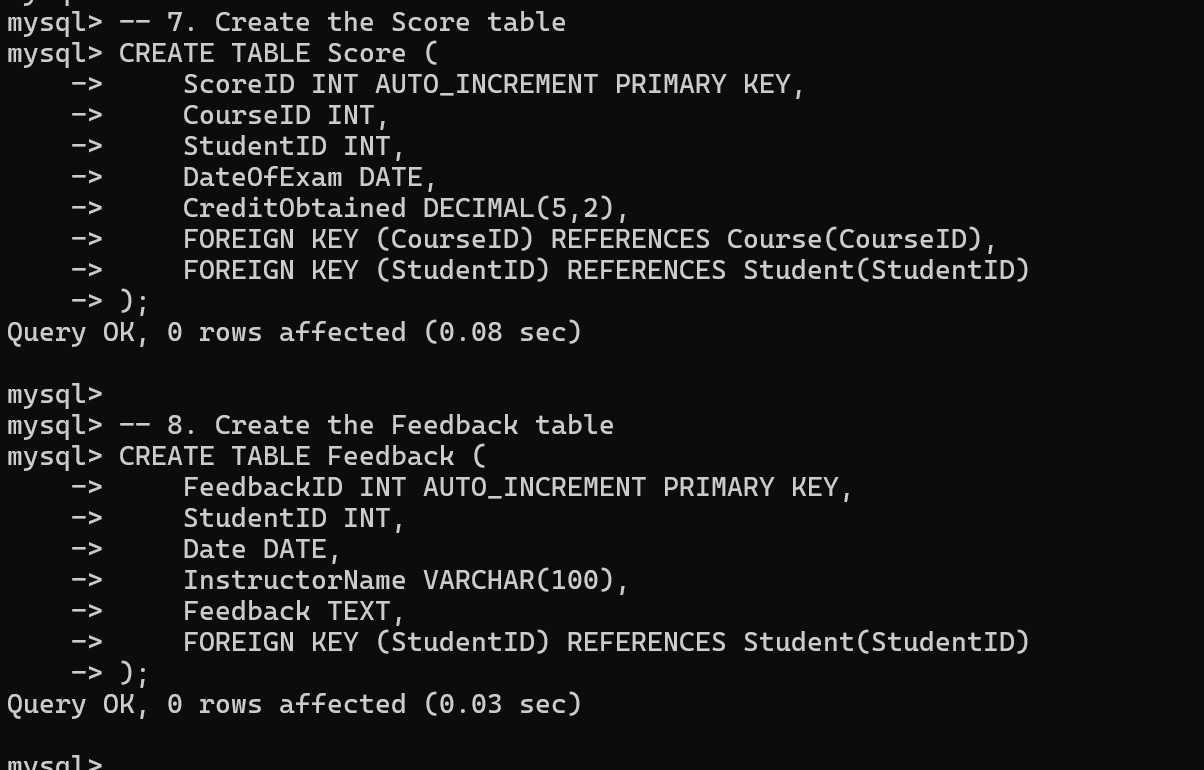 mysql> -- 7. Create the Score table
mysql> CREATE TABLE Score (
    ->     ScoreID INT AUTO_INCREMENT PRIMARY KEY,
    ->     CourseID INT,
    ->     StudentID INT,
    ->     DateOfExam DATE,
    ->     CreditObtained DECIMAL(5,2),
    ->     FOREIGN KEY (CourseID) REFERENCES Course(CourseID),
    ->     FOREIGN KEY (StudentID) REFERENCES Student(StudentID)
    -> );
Query OK, 0 rows affected (0.08 sec)

mysql>
mysql> -- 8. Create the Feedback table
mysql> CREATE TABLE Feedback (
    ->     FeedbackID INT AUTO_INCREMENT PRIMARY KEY,
    ->     StudentID INT,
    ->     Date DATE,
    ->     InstructorName VARCHAR(100),
    ->     Feedback TEXT,
    ->     FOREIGN KEY (StudentID) REFERENCES Student(StudentID)
    -> );
Query OK, 0 rows affected (0.03 sec)

mysql>